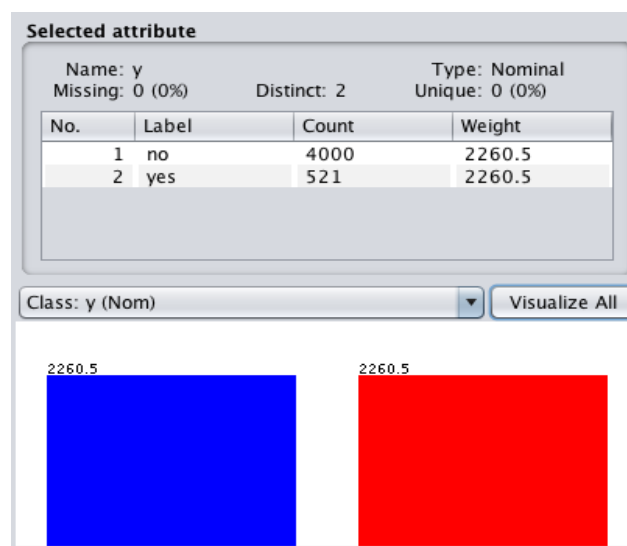 Selected attribute
Name: y Type: Nominal
Missing: 0 (0%) Distinct: 2 Unique: 0 (0%)
No. Label Count Weight
1 no 4000 2260.5
2 yes 521 2260.5
Class: y (Nom) Visualize All
2260.5 2260.5